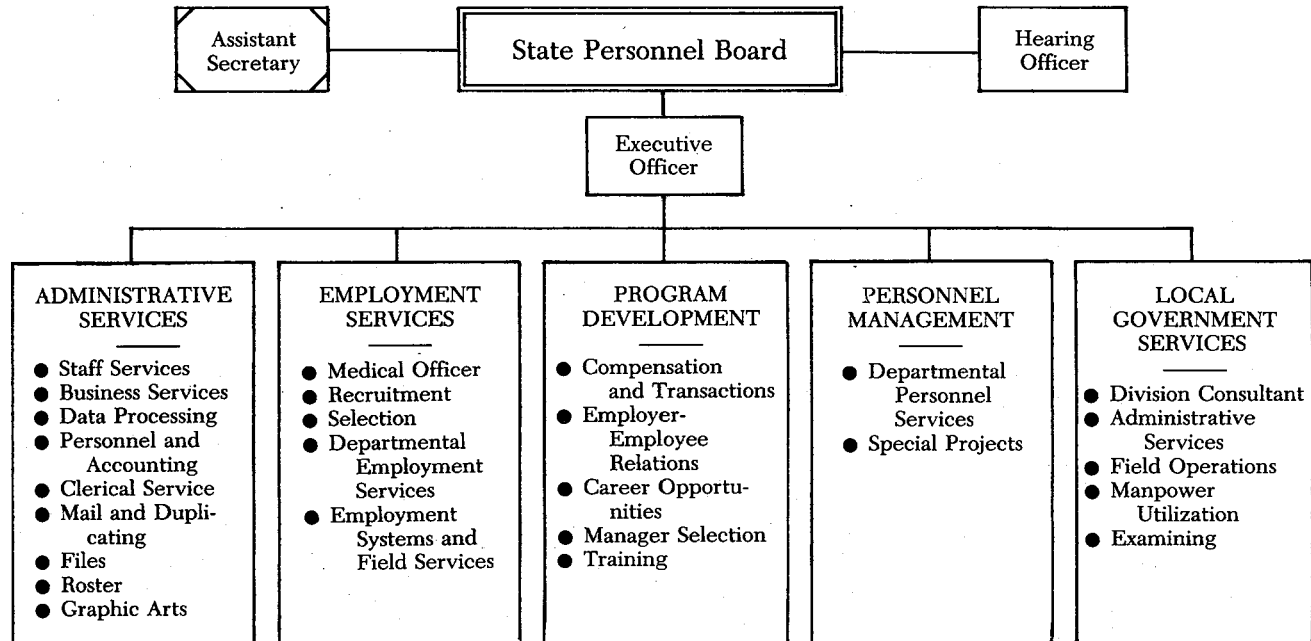 Assistant
Secretary
State Personnel Board
Hearing
Officer
Executive
Officer
ADMINISTRATIVE
SERVICES
● Staff Services
● Business Services
● Data Processing
● Personnel and
Accounting
● Clerical Service
● Mail and Dupli-
cating
● Files
● Roster
● Graphic Arts
EMPLOYMENT
SERVICES
● Medical Officer
● Recruitment
● Selection
● Departmental
Employment
Services
● Employment
Systems and
Field Services
PROGRAM
DEVELOPMENT
● Compensation
and Transactions
● Employer-
Employee
Relations
● Career Opportu-
nities
● Manager Selection
● Training
PERSONNEL
MANAGEMENT
● Departmental
Personnel
Services
● Special Projects
LOCAL
GOVERNMENT
SERVICES
● Division Consultant
● Administrative
Services
● Field Operations
● Manpower
Utilization
● Examining